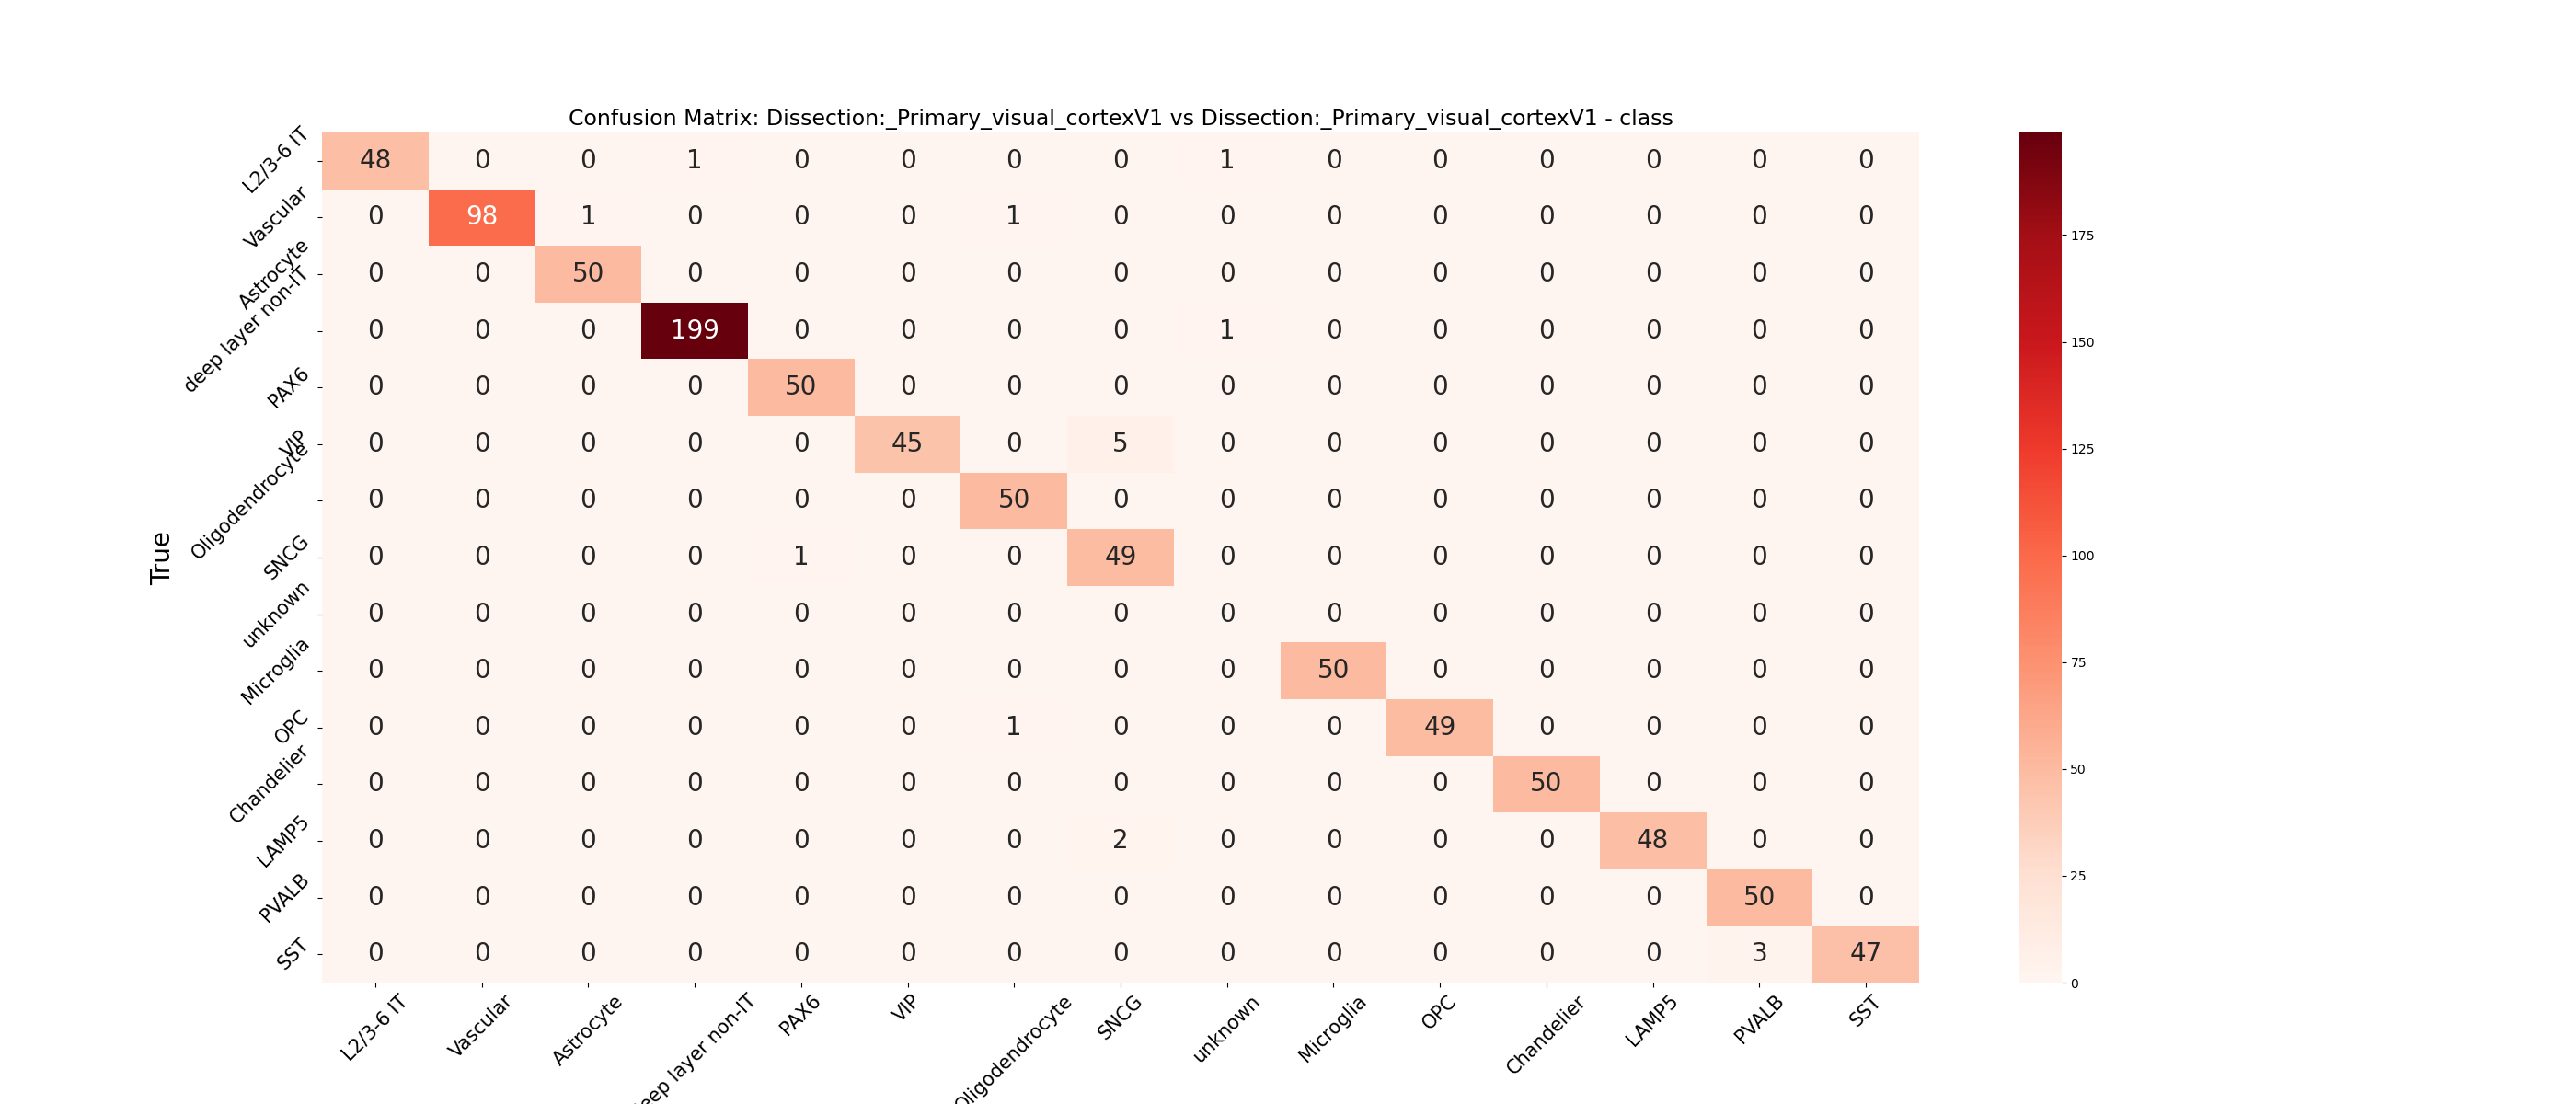 Confusion Matrix: Dissection:_Primary_visual_cortexV1 vs Dissection:_Primary_visual_cortexV1 - class
L2/3-6 IT 48 0 0 1 0 0 0 0 1 0 0 0 0 0 0
Vascular 0 98 1 0 0 0 1 0 0 0 0 0 0 0 0
Astrocyte 0 0 50 0 0 0 0 0 0 0 0 0 0 0 0
deep layer non-IT 0 0 0 199 0 0 0 0 1 0 0 0 0 0 0
PAX6 0 0 0 0 50 0 0 0 0 0 0 0 0 0 0
VIP 0 0 0 0 0 45 0 5 0 0 0 0 0 0 0
Oligodendrocyte 0 0 0 0 0 0 50 0 0 0 0 0 0 0 0
SNCG 0 0 0 0 1 0 0 49 0 0 0 0 0 0 0
unknown 0 0 0 0 0 0 0 0 0 0 0 0 0 0 0
Microglia 0 0 0 0 0 0 0 0 0 50 0 0 0 0 0
OPC 0 0 0 0 0 0 1 0 0 0 49 0 0 0 0
Chandelier 0 0 0 0 0 0 0 0 0 0 0 50 0 0 0
LAMP5 0 0 0 0 0 0 0 2 0 0 0 0 48 0 0
PVALB 0 0 0 0 0 0 0 0 0 0 0 0 0 50 0
SST 0 0 0 0 0 0 0 0 0 0 0 0 0 3 47
True
L2/3-6 IT Vascular Astrocyte eep layer non-IT PAX6 VIP Oligodendrocyte SNCG unknown Microglia OPC Chandelier LAMP5 PVALB SST
175
150
125
100
75
50
25
0